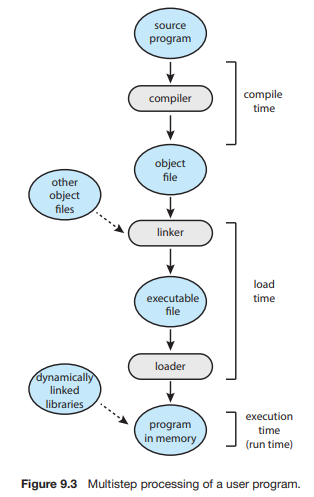 source
program
compiler
compile
time
object
file
other
object
files
linker
executable
file
load
time
loader
dynamically
linked
libraries
program
in memory
execution
time
(run time)
Figure 9.3 Multistep processing of a user program.